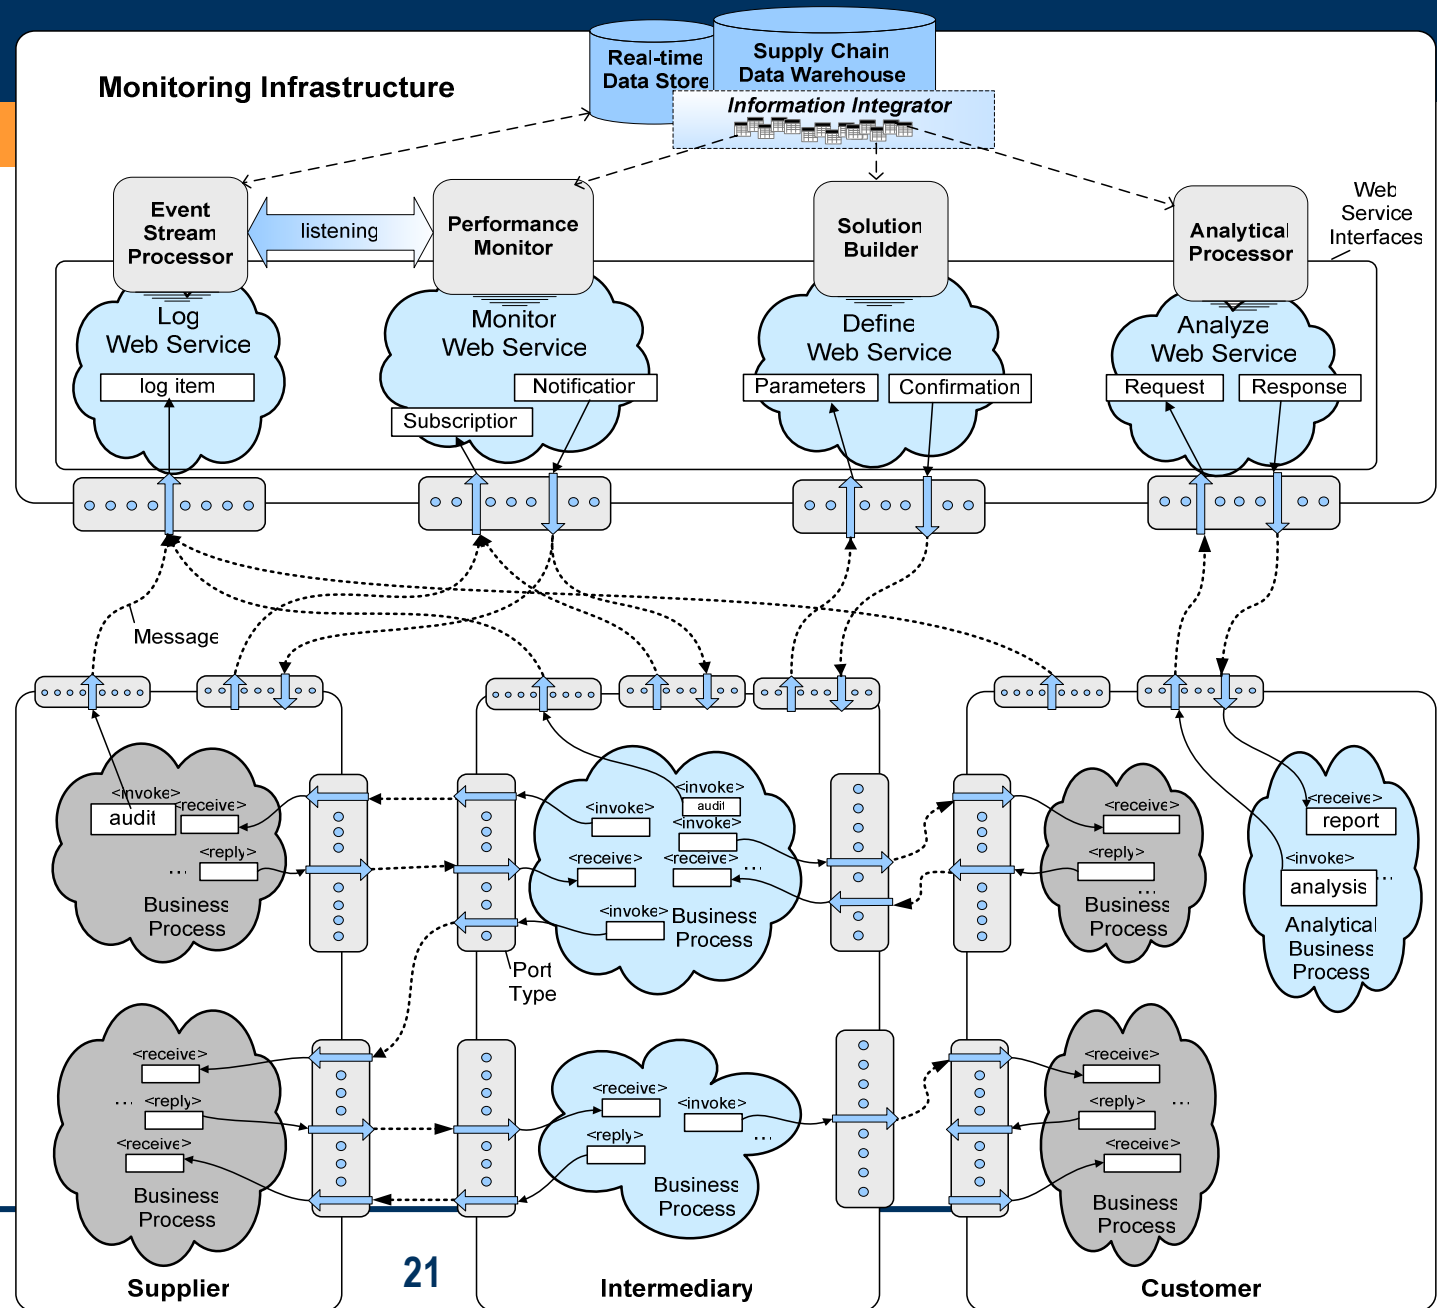 Real-time
Data Store
Supply Chain
Data Warehouse
Information Integrator
Monitoring Infrastructure
Event
Stream
Processor
listening
Performance
Monitor
Solution
Builder
Analytical
Processor
Web
Service
Interfaces
Log
Web Service
log item
Monitor
Web Service
Notification
Subscription
Define
Web Service
Parameters
Confirmation
Analyze
Web Service
Request
Response
Message
<invoke>
audit
<receive>
<reply>
...
Business
Process
<invoke>
<invoke>
audit
<invoke>
<receive>
<receive>
...
<invoke>
Business
Process
Port
Type
<receive>
<reply>
...
Business
Process
<receive>
report
<invoke>
analysis
...
Analytical
Business
Process
<receive>
...
<reply>
<receive>
Business
Process
<receive>
<invoke>
...
<reply>
Business
Process
<receive>
<reply>
...
<receive>
Business
Process
Supplier
21
Intermediary
Customer